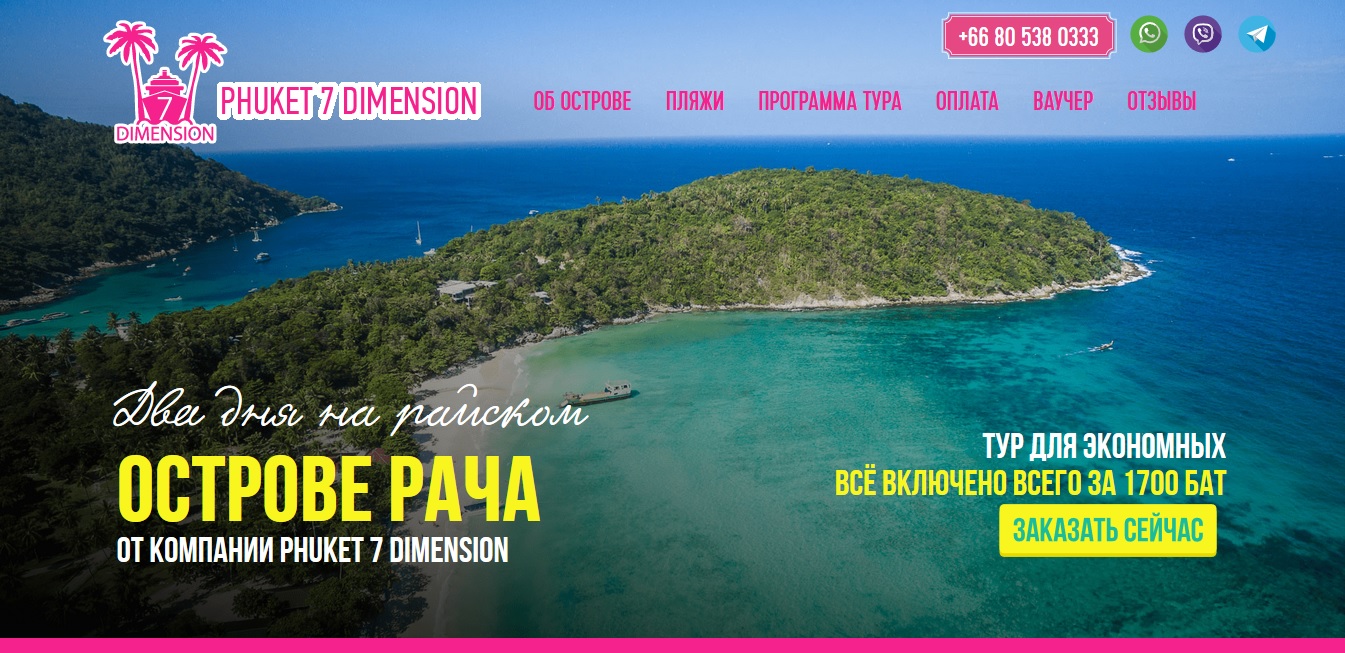 +66 80 538 0333
7
DIMENSION
PHUKET 7 DIMENSION
ОБ ОСТРОВЕ ПЛЯЖИ ПРОГРАММА ТУРА ОПЛАТА ВАУЧЕР ОТЗЫВЫ
Два дня на райском
ОСТРОВЕ РАЧА
ОТ КОМПАНИИ PHUKET 7 DIMENSION
ТУР ДЛЯ ЭКОНОМНЫХ
ВСЁ ВКЛЮЧЕНО ВСЕГО ЗА 1700 БАТ
ЗАКАЗАТЬ СЕЙЧАС